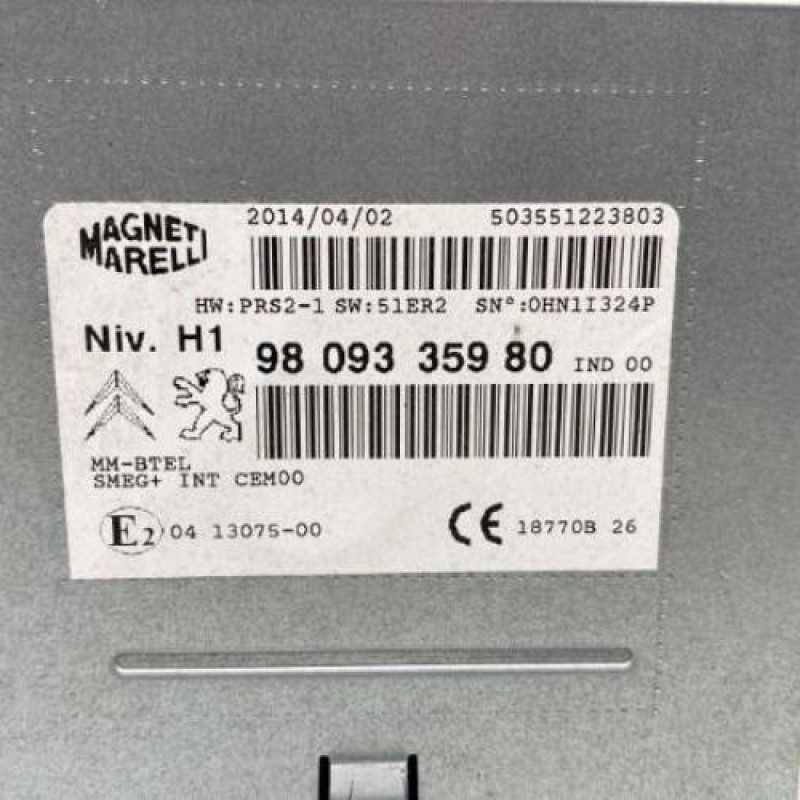 MAGNETI MARELLI
2014/04/02 503551223803
HW:PRS2-1 SW:51ER2 SN°:OHN1I324P
Niv. H1 98 093 359 80 IND 00
MM-BTEL
SMEG+ INT CEM00
E2 04 13075-00 CE 18770B 26